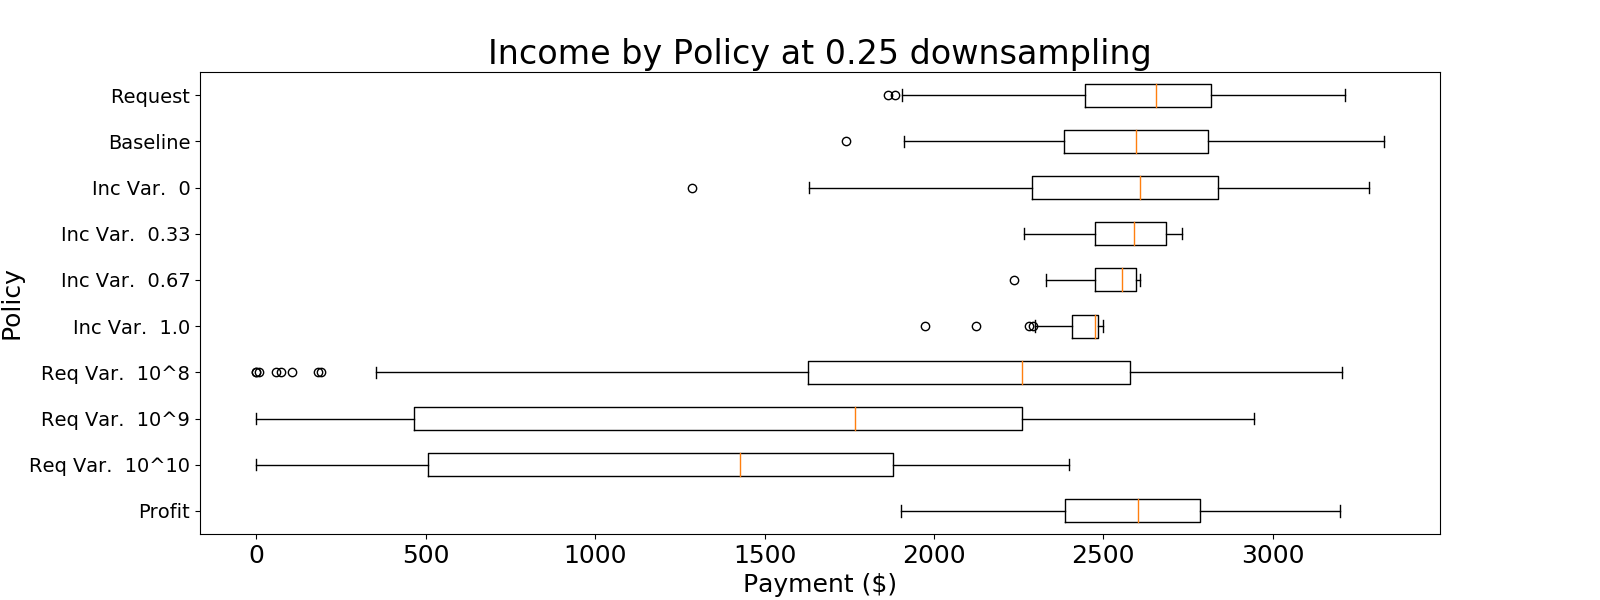 Income by Policy at 0.25 downsampling
Request
Baseline
Inc Var.  0
Inc Var.  0.33
Inc Var.  0.67
Inc Var.  1.0
Req Var.  10^8
Req Var.  10^9
Req Var.  10^10
Profit
Policy
0 500 1000 1500 2000 2500 3000
Payment ($)